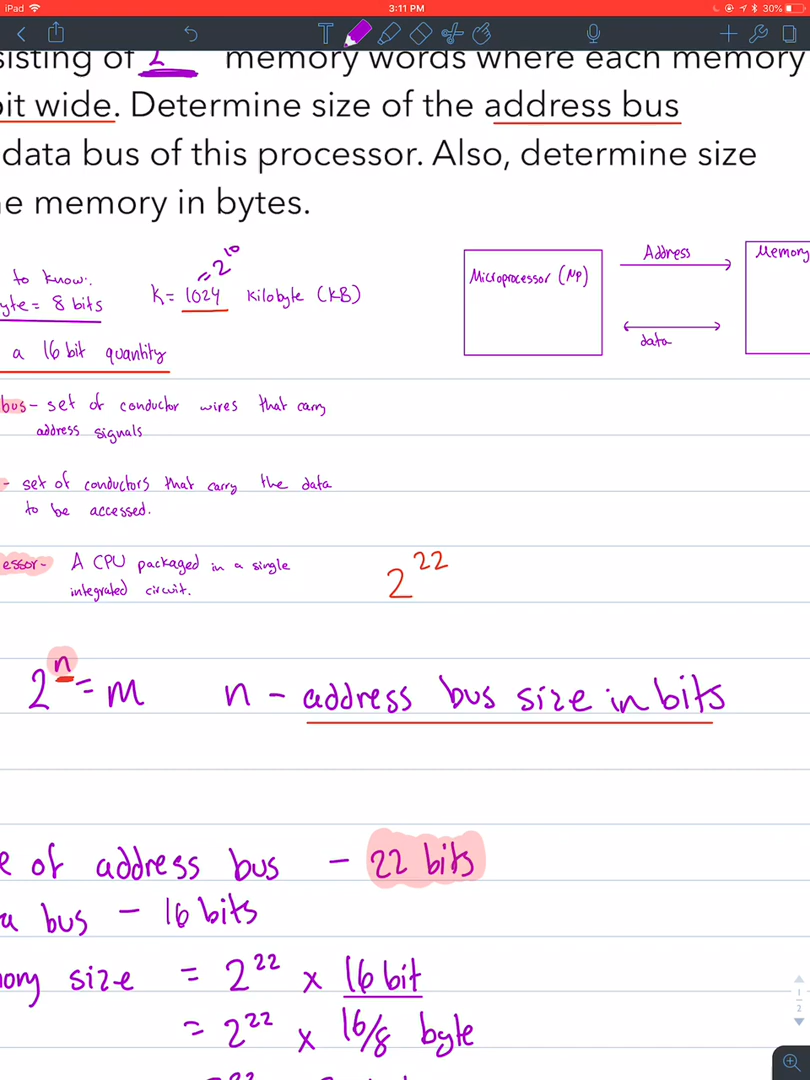 iPad 3:11 PM 30%
sisting of 2 memory words where each memory
bit wide. Determine size of the address bus
data bus of this processor. Also, determine size
e memory in bytes.
= 2^10
to know:
K = 1024 Kilobyte (KB)
yte = 8 bits
a 16 bit quantity
Microprocessor (µp)
Address
data
Memory
bus - set of conductor wires that carry
address signals
- set of conductors that carry the data
to be accessed.
essor - A CPU packaged in a single
integrated circuit.
2^22
2^n = m n - address bus size in bits
e of address bus - 22 bits
a bus - 16 bits
mory size = 2^22 x 16 bit
= 2^22 x 16/8 byte
1
2